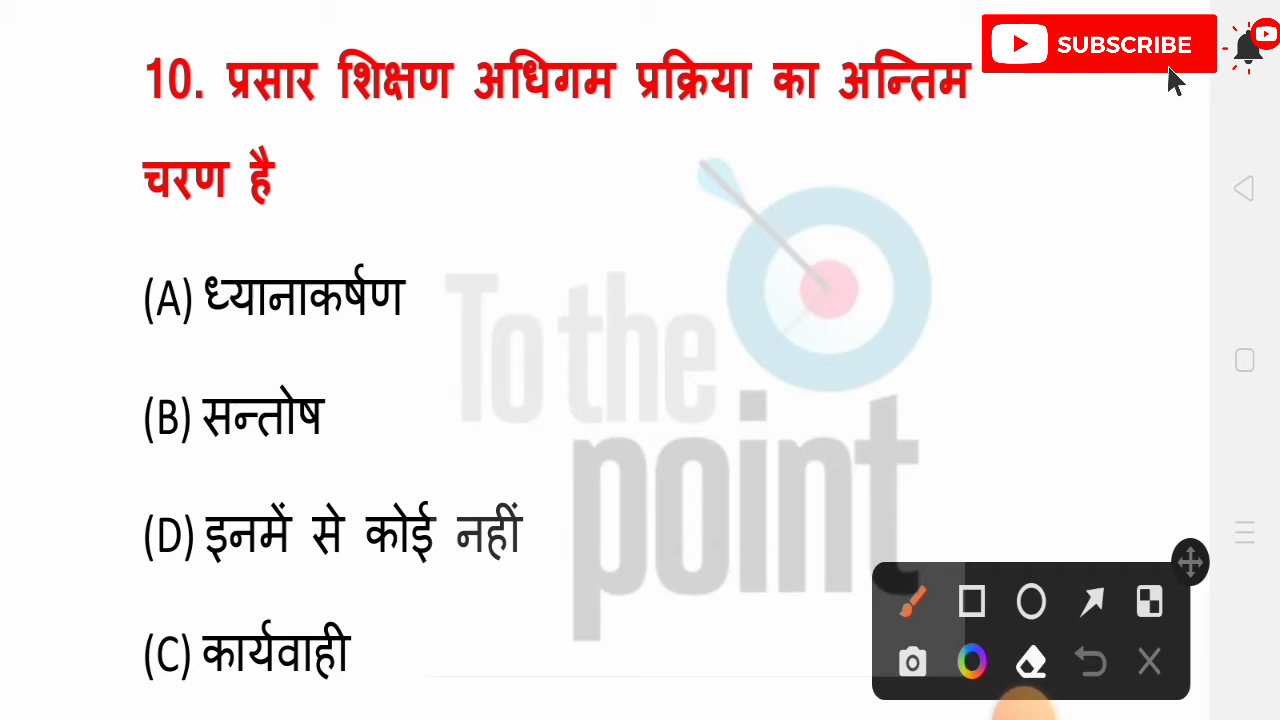 SUBSCRIBE
10. प्रसार शिक्षण अधिगम प्रक्रिया का अन्तिम
चरण है
(A) ध्यानाकर्षण
(B) सन्तोष
(D) इनमें से कोई नहीं
(C) कार्यवाही
To the
point